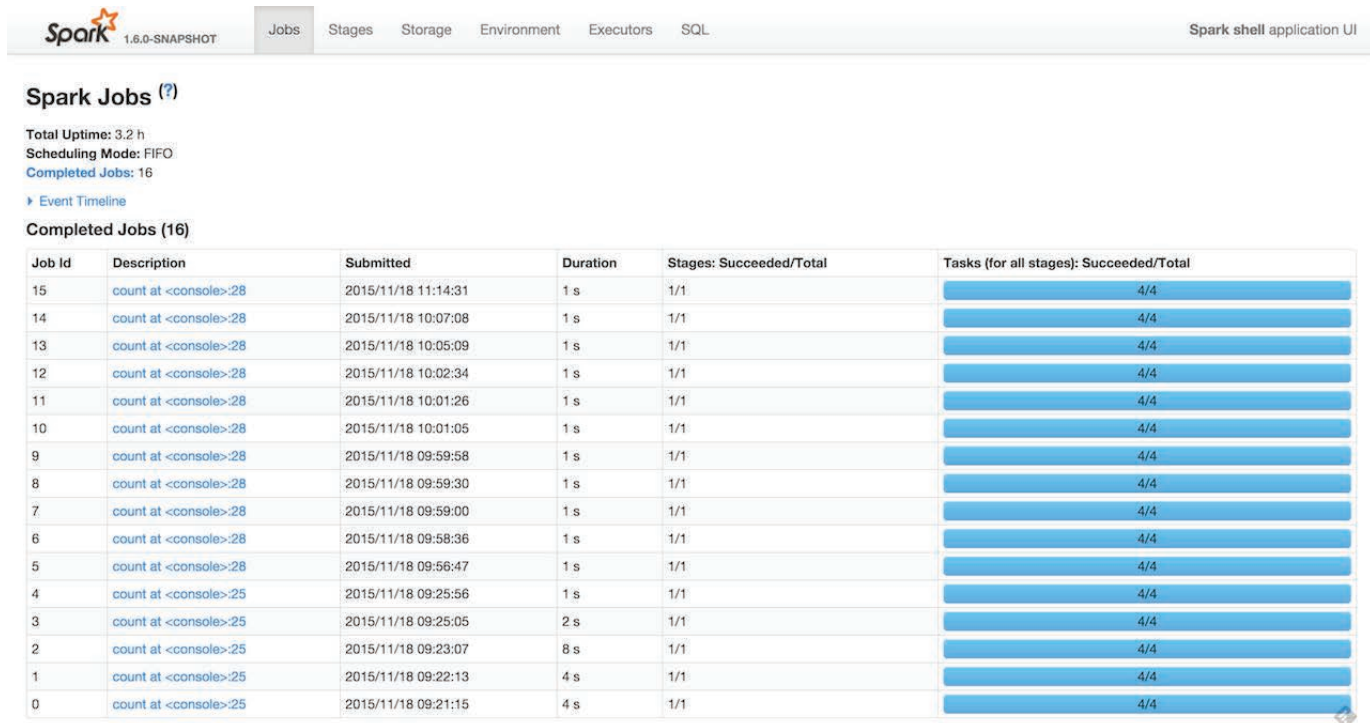 Spark 1.6.0-SNAPSHOT Jobs Stages Storage Environment Executors SQL Spark shell application UI
Spark Jobs (?)
Total Uptime: 3.2 h
Scheduling Mode: FIFO
Completed Jobs: 16
Event Timeline
Completed Jobs (16)
Job Id Description Submitted Duration Stages: Succeeded/Total Tasks (for all stages): Succeeded/Total
15 count at <console>:28 2015/11/18 11:14:31 1 s 1/1 4/4
14 count at <console>:28 2015/11/18 10:07:08 1 s 1/1 4/4
13 count at <console>:28 2015/11/18 10:05:09 1 s 1/1 4/4
12 count at <console>:28 2015/11/18 10:02:34 1 s 1/1 4/4
11 count at <console>:28 2015/11/18 10:01:26 1 s 1/1 4/4
10 count at <console>:28 2015/11/18 10:01:05 1 s 1/1 4/4
9 count at <console>:28 2015/11/18 09:59:58 1 s 1/1 4/4
8 count at <console>:28 2015/11/18 09:59:30 1 s 1/1 4/4
7 count at <console>:28 2015/11/18 09:59:00 1 s 1/1 4/4
6 count at <console>:28 2015/11/18 09:58:36 1 s 1/1 4/4
5 count at <console>:28 2015/11/18 09:56:47 1 s 1/1 4/4
4 count at <console>:25 2015/11/18 09:25:56 1 s 1/1 4/4
3 count at <console>:25 2015/11/18 09:25:05 2 s 1/1 4/4
2 count at <console>:25 2015/11/18 09:23:07 8 s 1/1 4/4
1 count at <console>:25 2015/11/18 09:22:13 4 s 1/1 4/4
0 count at <console>:25 2015/11/18 09:21:15 4 s 1/1 4/4